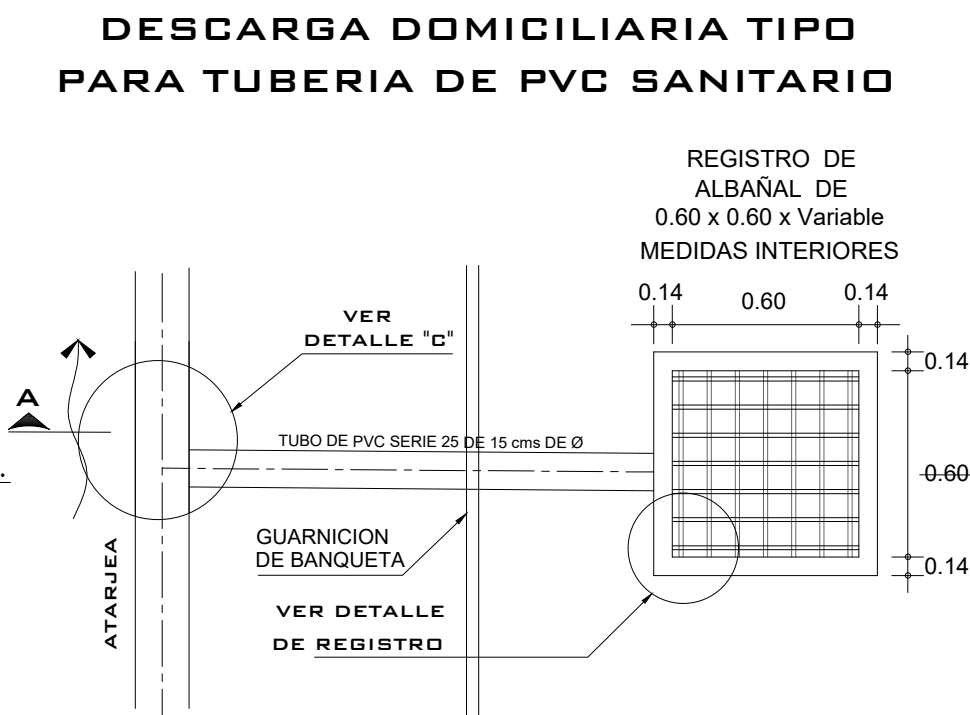 DESCARGA DOMICILIARIA TIPO
PARA TUBERIA DE PVC SANITARIO
REGISTRO DE
ALBAÑAL DE
0.60 x 0.60 x Variable
MEDIDAS INTERIORES
0.14
0.60
0.14
VER
DETALLE "C"
0.14
A
TUBO DE PVC SERIE 25 DE 15 cms DE Ø
0.60
GUARNICION
DE BANQUETA
0.14
ATARJEA
VER DETALLE
DE REGISTRO